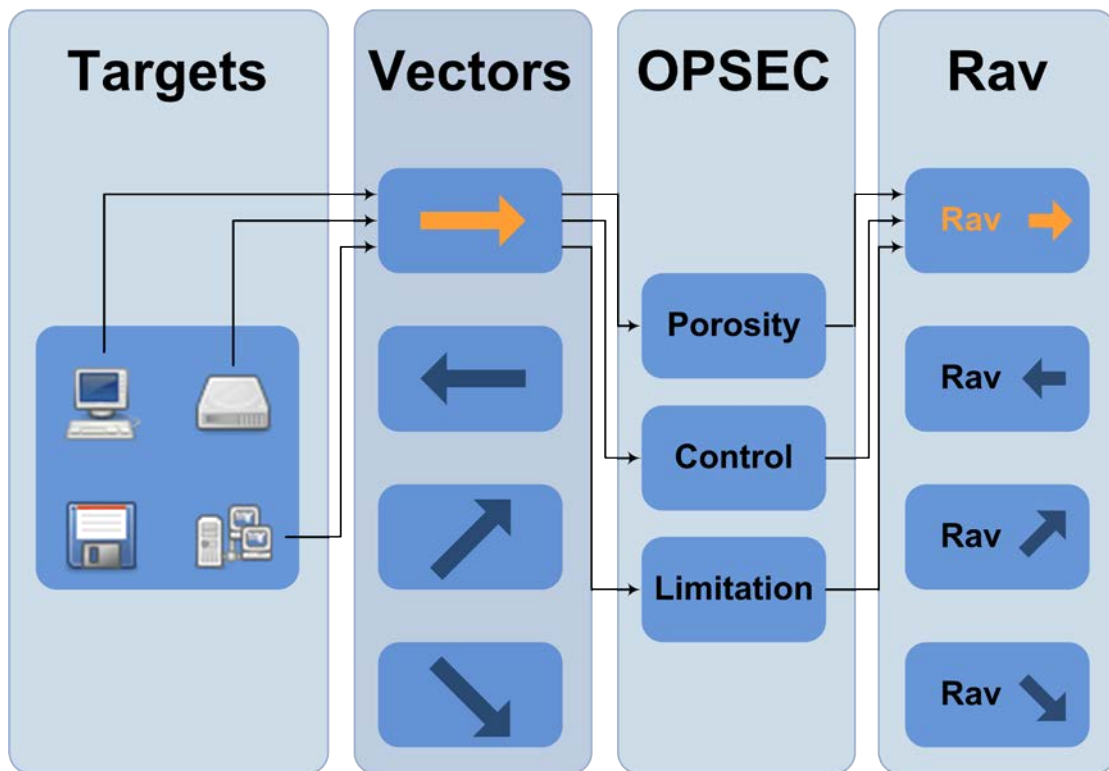 Targets
Vectors
OPSEC
Rav
Rav
Porosity
Rav
Control
Rav
Limitation
Rav